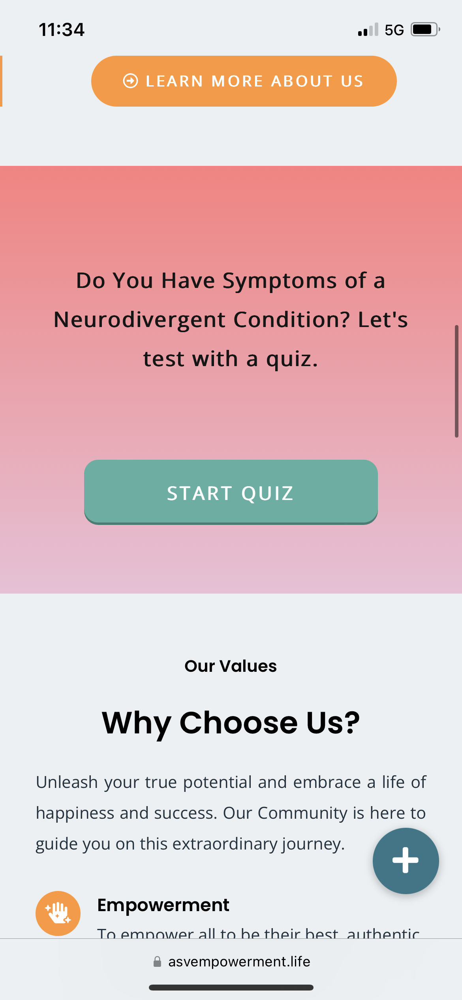 11:34
5G
LEARN MORE ABOUT US
Do You Have Symptoms of a
Neurodivergent Condition? Let's
test with a quiz.
START QUIZ
Our Values
Why Choose Us?
Unleash your true potential and embrace a life of
happiness and success. Our Community is here to
guide you on this extraordinary journey.
Empowerment
To empower all to be their best, authentic
asvempowerment.life